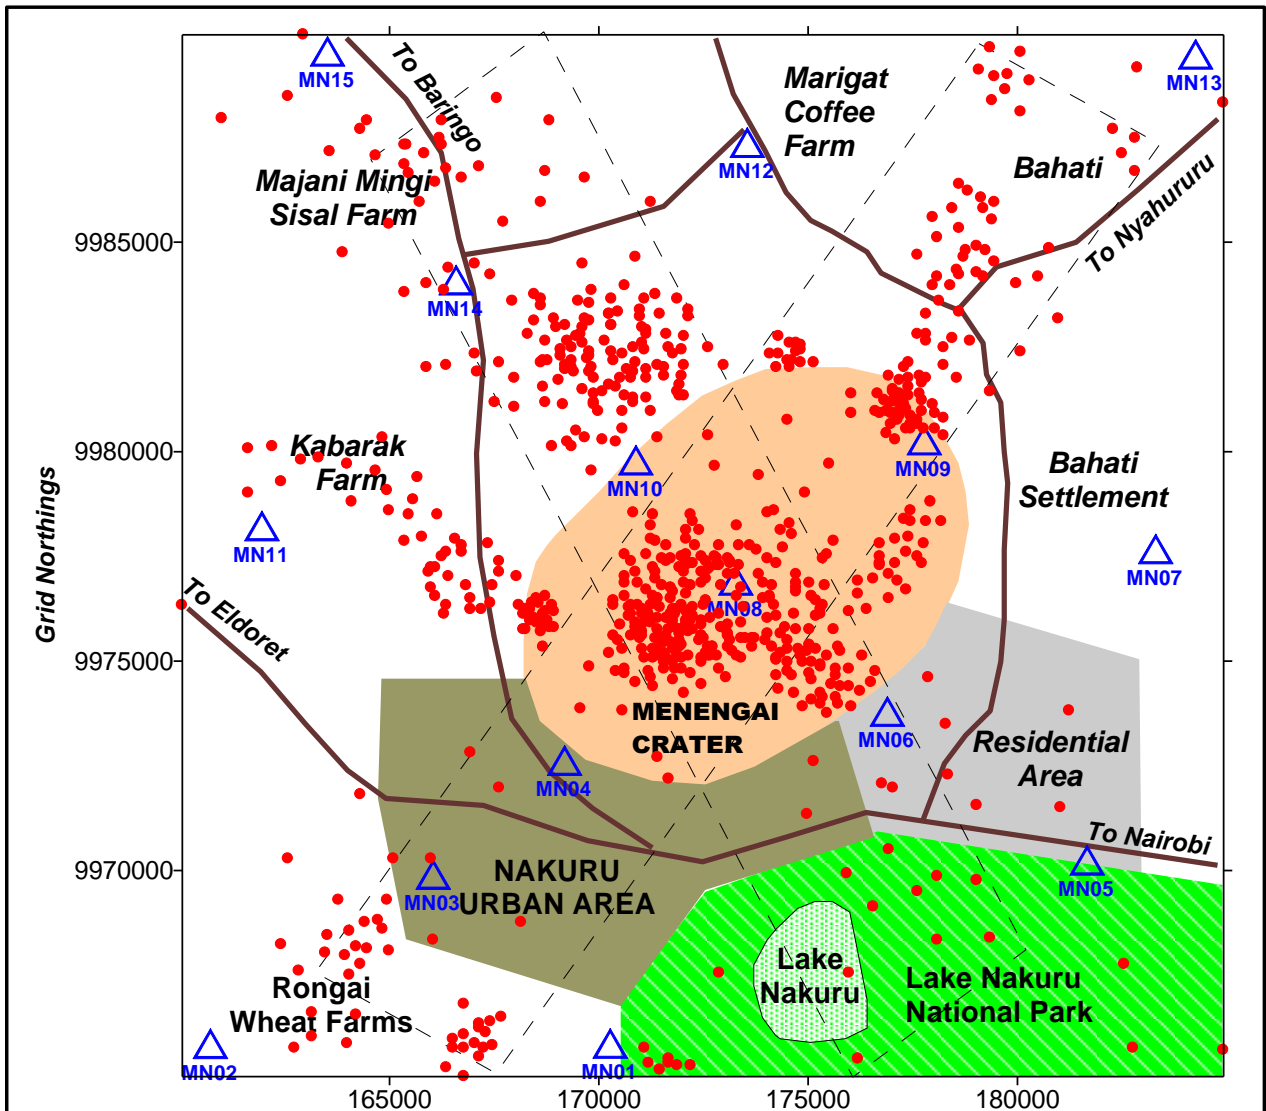 MN15
To Baringo
Marigat
Coffee
Farm
MN13
MN12
Bahati
Majani Mingi
Sisal Farm
To Nyahururu
9985000
MN14
Kabarak
Farm
9980000
MN10
MN09
Bahati
Settlement
Grid Northings
MN11
MN07
To Eldoret
MN08
9975000
MENENGAI
CRATER
MN06
Residential
Area
MN04
To Nairobi
9970000
NAKURU
URBAN AREA
MN03
MN05
Lake
Nakuru
Lake Nakuru
National Park
Rongai
Wheat Farms
MN02
MN01
165000
170000
175000
180000